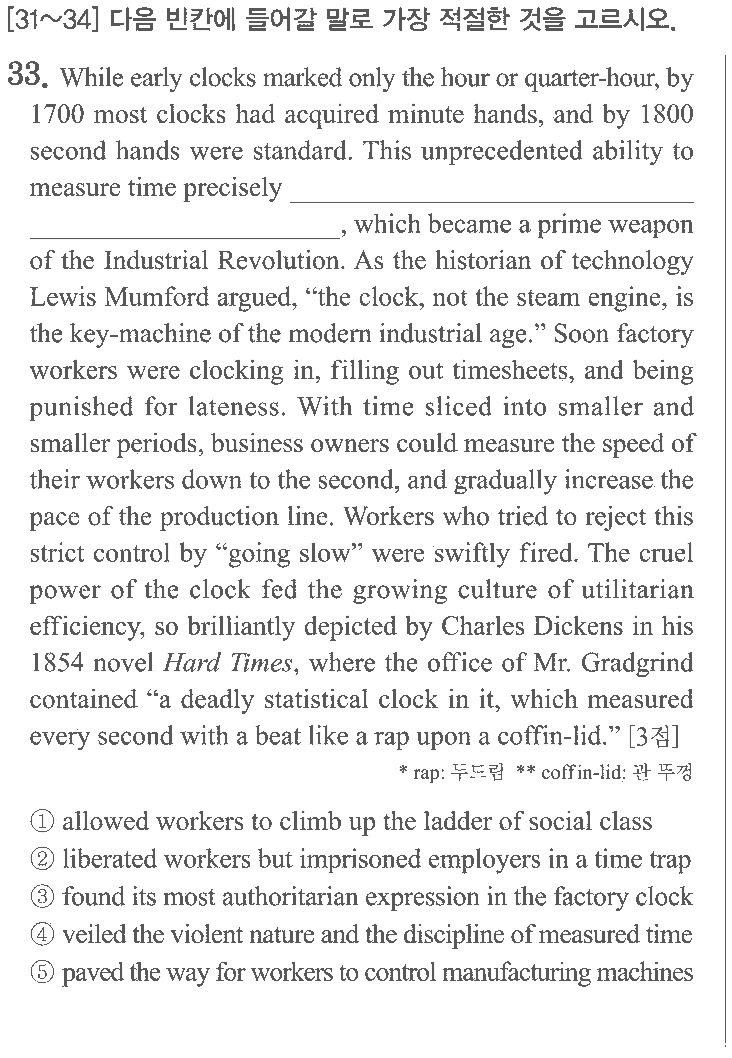 [31～34] 다음 빈칸에 들어갈 말로 가장 적절한 것을 고르시오.
33. While early clocks marked only the hour or quarter-hour, by
1700 most clocks had acquired minute hands, and by 1800
second hands were standard. This unprecedented ability to
measure time precisely ____________________
____________________, which became a prime weapon
of the Industrial Revolution. As the historian of technology
Lewis Mumford argued, “the clock, not the steam engine, is
the key-machine of the modern industrial age.” Soon factory
workers were clocking in, filling out timesheets, and being
punished for lateness. With time sliced into smaller and
smaller periods, business owners could measure the speed of
their workers down to the second, and gradually increase the
pace of the production line. Workers who tried to reject this
strict control by “going slow” were swiftly fired. The cruel
power of the clock fed the growing culture of utilitarian
efficiency, so brilliantly depicted by Charles Dickens in his
1854 novel Hard Times, where the office of Mr. Gradgrind
contained “a deadly statistical clock in it, which measured
every second with a beat like a rap upon a coffin-lid.” [3점]
* rap: 두드림 ** coffin-lid: 관 뚜껑
① allowed workers to climb up the ladder of social class
② liberated workers but imprisoned employers in a time trap
③ found its most authoritarian expression in the factory clock
④ veiled the violent nature and the discipline of measured time
⑤ paved the way for workers to control manufacturing machines